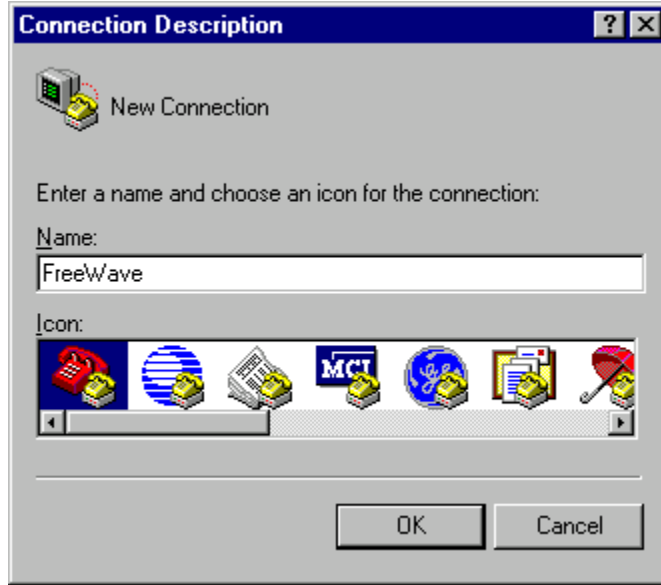 Connection Description
New Connection
Enter a name and choose an icon for the connection:
Name:
FreeWave
Icon:
MCI
OK Cancel